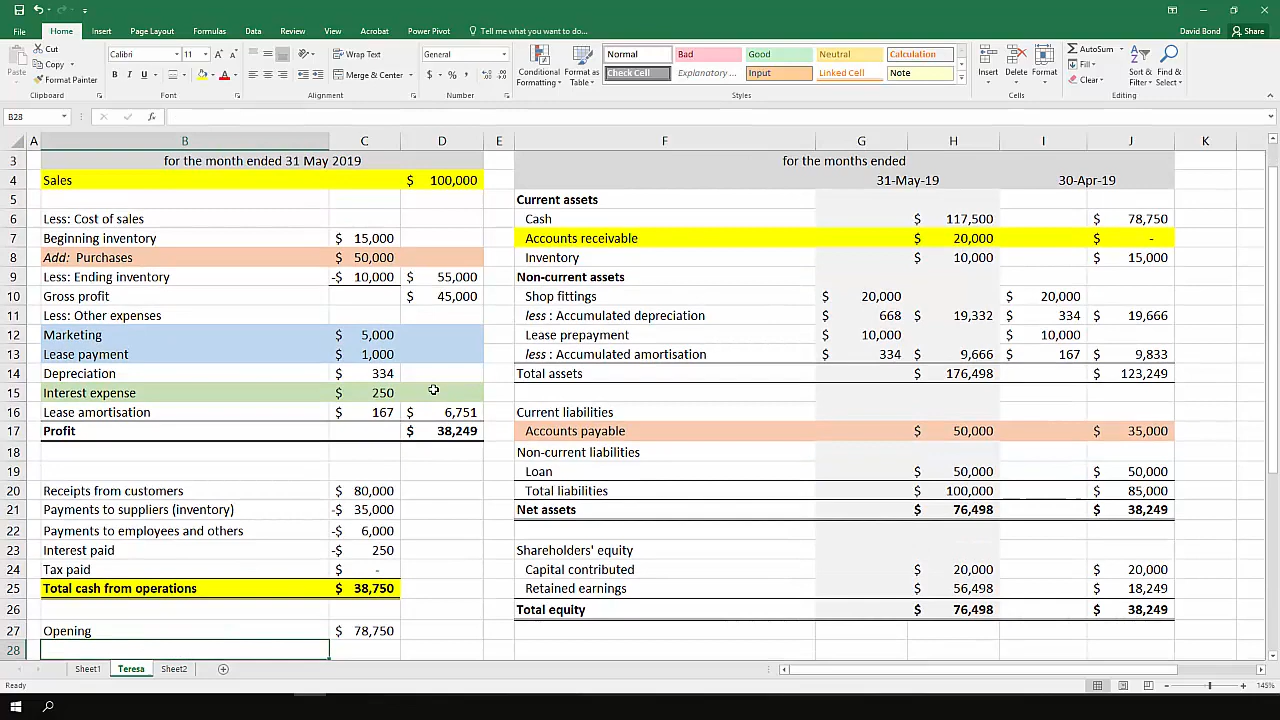 David Bond Share
File Home Insert Page Layout Formulas Data Review View Acrobat Power Pivot Tell me what you want to do...
Paste Cut Copy Format Painter Clipboard
Calibri 11 B I U A Font
Wrap Text Merge & Center Alignment
General $ % Number
Conditional Formatting Format as Table
Normal Bad Good Neutral Calculation
Check Cell Explanatory ... Input Linked Cell Note
Styles
Insert Delete Format Cells
AutoSum Fill Clear Sort & Filter Find & Select Editing
B28 fx
A B C D E F G H I J K
3 for the month ended 31 May 2019 for the months ended
4 Sales $ 100,000 31-May-19 30-Apr-19
5 Current assets
6 Less: Cost of sales Cash $ 117,500 $ 78,750
7 Beginning inventory $ 15,000 Accounts receivable $ 20,000 $ -
8 Add: Purchases $ 50,000 Inventory $ 10,000 $ 15,000
9 Less: Ending inventory -$ 10,000 $ 55,000 Non-current assets
10 Gross profit $ 45,000 Shop fittings $ 20,000 $ 20,000
11 Less: Other expenses less : Accumulated depreciation $ 668 $ 19,332 $ 334 $ 19,666
12 Marketing $ 5,000 Lease prepayment $ 10,000 $ 10,000
13 Lease payment $ 1,000 less : Accumulated amortisation $ 334 $ 9,666 $ 167 $ 9,833
14 Depreciation $ 334 Total assets $ 176,498 $ 123,249
15 Interest expense $ 250
16 Lease amortisation $ 167 $ 6,751 Current liabilities
17 Profit $ 38,249 Accounts payable $ 50,000 $ 35,000
18 Non-current liabilities
19 Loan $ 50,000 $ 50,000
20 Receipts from customers $ 80,000 Total liabilities $ 100,000 $ 85,000
21 Payments to suppliers (inventory) -$ 35,000 Net assets $ 76,498 $ 38,249
22 Payments to employees and others -$ 6,000
23 Interest paid -$ 250 Shareholders' equity
24 Tax paid $ - Capital contributed $ 20,000 $ 20,000
25 Total cash from operations $ 38,750 Retained earnings $ 56,498 $ 18,249
26 Total equity $ 76,498 $ 38,249
27 Opening $ 78,750
28
Sheet1 Teresa Sheet2
Ready 145%